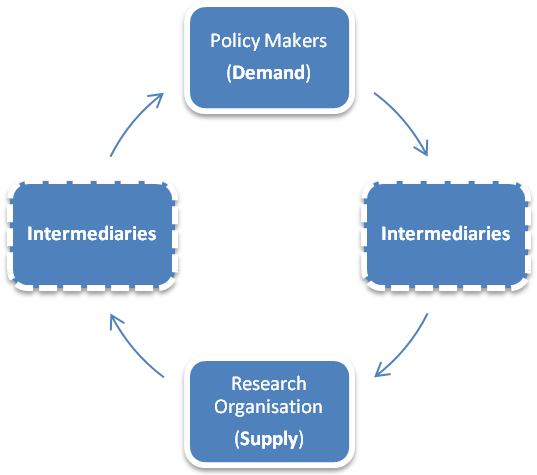 Policy Makers
(Demand)
Intermediaries
Intermediaries
Research
Organisation
(Supply)